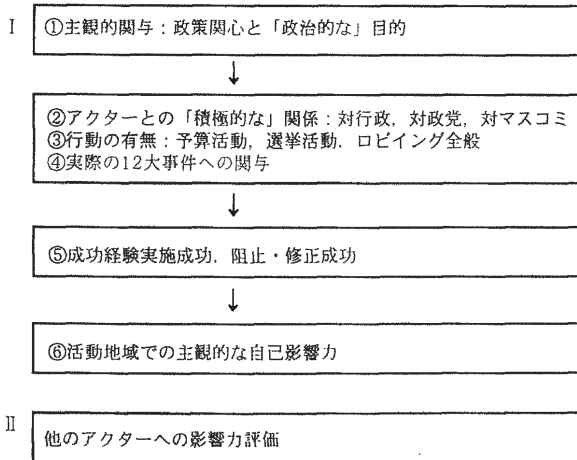 I
①主観的関与：政策関心と「政治的な」目的
②アクターとの「積極的な」関係：対行政，対政党，対マスコミ
③行動の有無：予算活動，選挙活動．ロビイング全般
④実際の12大事件への関与
⑤成功経験実施成功．阻止・修正成功
⑥活動地域での主観的な自己影響力
II
他のアクターへの影響力評価